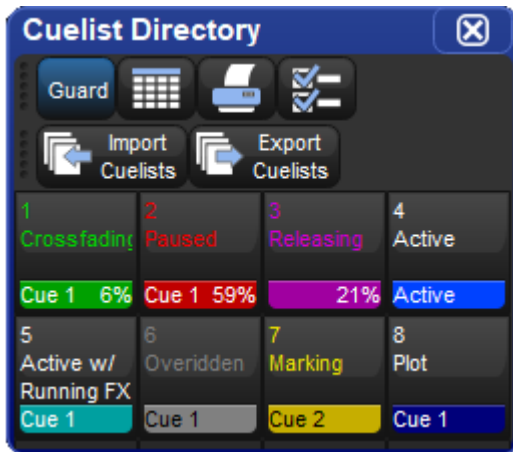 Cuelist Directory
Guard
Import Cuelists
Export Cuelists
1
Crossfading
Cue 1 6%
2
Paused
Cue 1 59%
3
Releasing
21%
4
Active
Active
5
Active w/
Running FX
Cue 1
6
Overidden
Cue 1
7
Marking
Cue 2
8
Plot
Cue 1